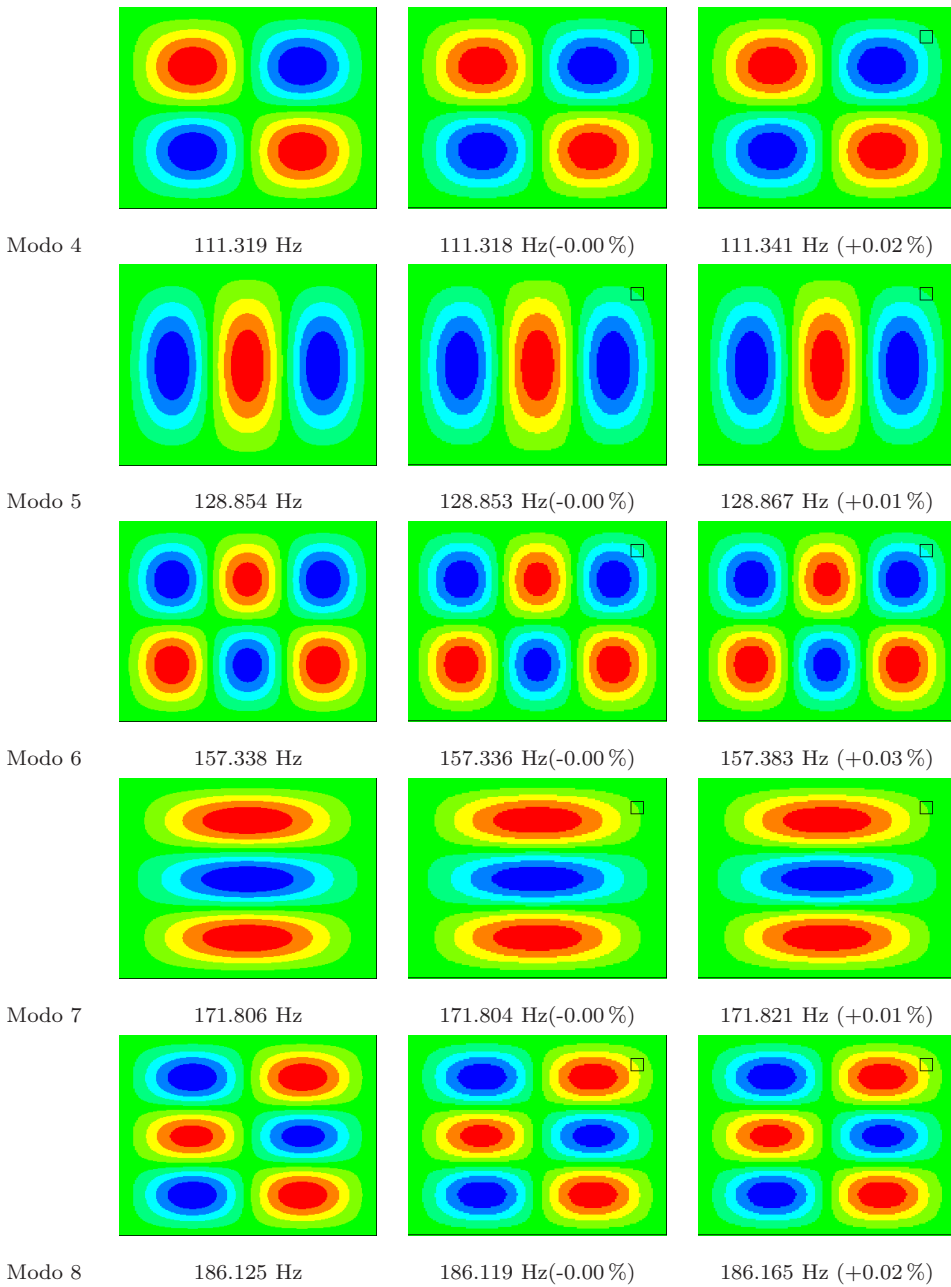 Modo 4 111.319 Hz 111.318 Hz(-0.00 %) 111.341 Hz (+0.02 %)
Modo 5 128.854 Hz 128.853 Hz(-0.00 %) 128.867 Hz (+0.01 %)
Modo 6 157.338 Hz 157.336 Hz(-0.00 %) 157.383 Hz (+0.03 %)
Modo 7 171.806 Hz 171.804 Hz(-0.00 %) 171.821 Hz (+0.01 %)
Modo 8 186.125 Hz 186.119 Hz(-0.00 %) 186.165 Hz (+0.02 %)